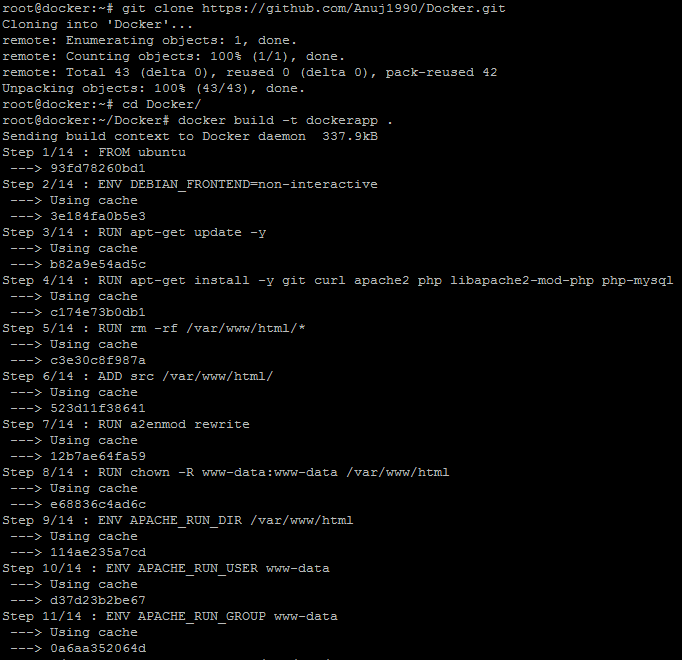 root@docker:~# git clone https://github.com/Anuj1990/Docker.git
Cloning into 'Docker'...
remote: Enumerating objects: 1, done.
remote: Counting objects: 100% (1/1), done.
remote: Total 43 (delta 0), reused 0 (delta 0), pack-reused 42
Unpacking objects: 100% (43/43), done.
root@docker:~# cd Docker/
root@docker:~/Docker# docker build -t dockerapp .
Sending build context to Docker daemon  337.9kB
Step 1/14 : FROM ubuntu
 ---> 93fd78260bd1
Step 2/14 : ENV DEBIAN_FRONTEND=non-interactive
 ---> Using cache
 ---> 3e184fa0b5e3
Step 3/14 : RUN apt-get update -y
 ---> Using cache
 ---> b82a9e54ad5c
Step 4/14 : RUN apt-get install -y git curl apache2 php libapache2-mod-php php-mysql
 ---> Using cache
 ---> c174e73b0db1
Step 5/14 : RUN rm -rf /var/www/html/*
 ---> Using cache
 ---> c3e30c8f987a
Step 6/14 : ADD src /var/www/html/
 ---> Using cache
 ---> 523d11f38641
Step 7/14 : RUN a2enmod rewrite
 ---> Using cache
 ---> 12b7ae64fa59
Step 8/14 : RUN chown -R www-data:www-data /var/www/html
 ---> Using cache
 ---> e68836c4ad6c
Step 9/14 : ENV APACHE_RUN_DIR /var/www/html
 ---> Using cache
 ---> 114ae235a7cd
Step 10/14 : ENV APACHE_RUN_USER www-data
 ---> Using cache
 ---> d37d23b2be67
Step 11/14 : ENV APACHE_RUN_GROUP www-data
 ---> Using cache
 ---> 0a6aa352064d